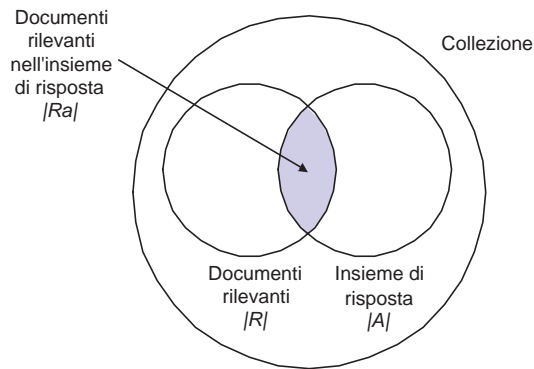 Documenti
rilevanti
nell'insieme
di risposta
|Ra|
Collezione
Documenti
rilevanti
|R|
Insieme di
risposta
|A|